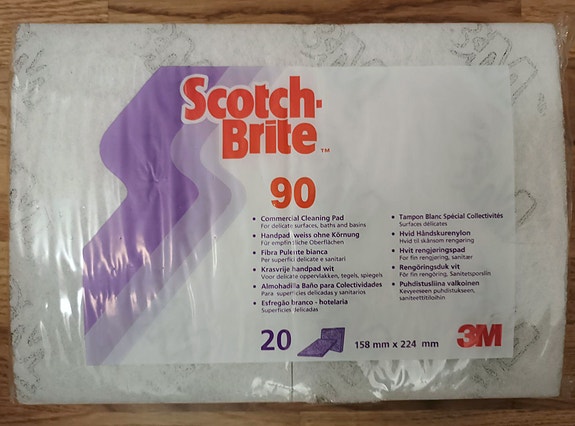 Scotch-
Brite™
90
• Commercial Cleaning Pad
For delicate surfaces, baths and basins
• Handpad weiss ohne Körnung
Für empfindliche Oberflächen
• Fibra Pulente bianca
Per superfici delicate e sanitari
• Krasvrije handpad wit
Voor delicate oppervlakken, tegels, spiegels
• Almohadilla Baño para Colectividades
Para superficies delicadas y sanitarios
• Esfregão branco - hotelaria
Superficies delicadas
• Tampon Blanc Spécial Collectivités
Surfaces délicates
• Hvid Håndskurenylon
Hvid til skånsom rengøring
• Hvit rengjøringspad
For fin rengjøring, sanitær
• Rengöringsduk vit
För fin rengöring, Sanitetsporslin
• Puhdistusliina valkoinen
Kevyeeseen puhdistukseen,
saniteettitiloihin
20
158 mm x 224 mm
3M